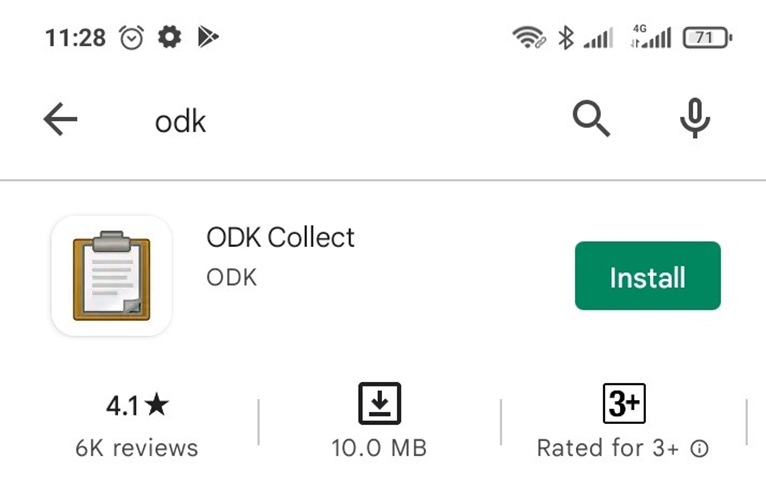 11:28 4G 71
odk
ODK Collect
ODK
Install
4.1★ 3+
6K reviews 10.0 MB Rated for 3+